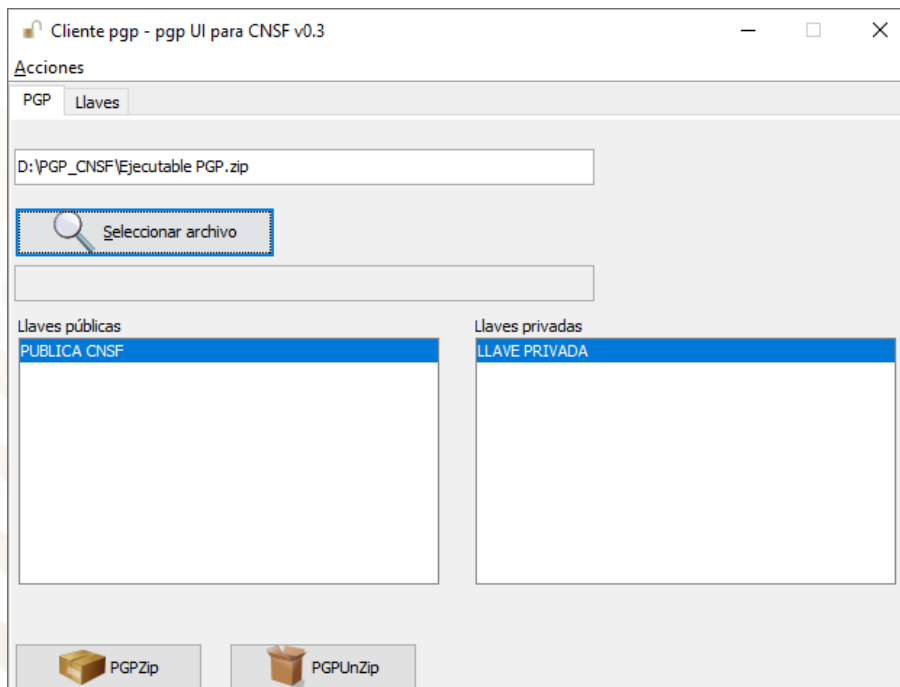 Cliente pgp - pgp UI para CNSF v0.3
Acciones
PGP Llaves
D:\PGP_CNSF\Ejecutable PGP.zip
Seleccionar archivo
Llaves públicas Llaves privadas
PUBLICA CNSF LLAVE PRIVADA
PGPZip PGPUnZip